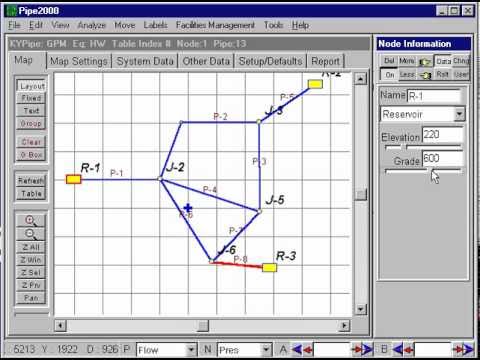 Pipe2000
File Analyze Edit View Move Labels Facilities Management Tools Help
KYPipe: GPM Eq: HW Table Index # Node:1 Pipe:13
Map Map Settings System Data Other Data Setup/Defaults Report
Layout
Fixed
Text
Group
Clear
G Box
Refresh
Table
Z All
Z Win
Z Sel
Z Prv
Pan
R-1
P-1
J-2
P-2
J-3
P-5
R-2
P-3
P-4
J-5
P-6
P-7
J-6
P-8
R-3
Node Information
Del More Data Chng
On Less Rslt User
Name R-1
Reservoir
Elevation 220
Grade 600
: 5213 Y : 1922 D : 926 P Flow N Pres A B